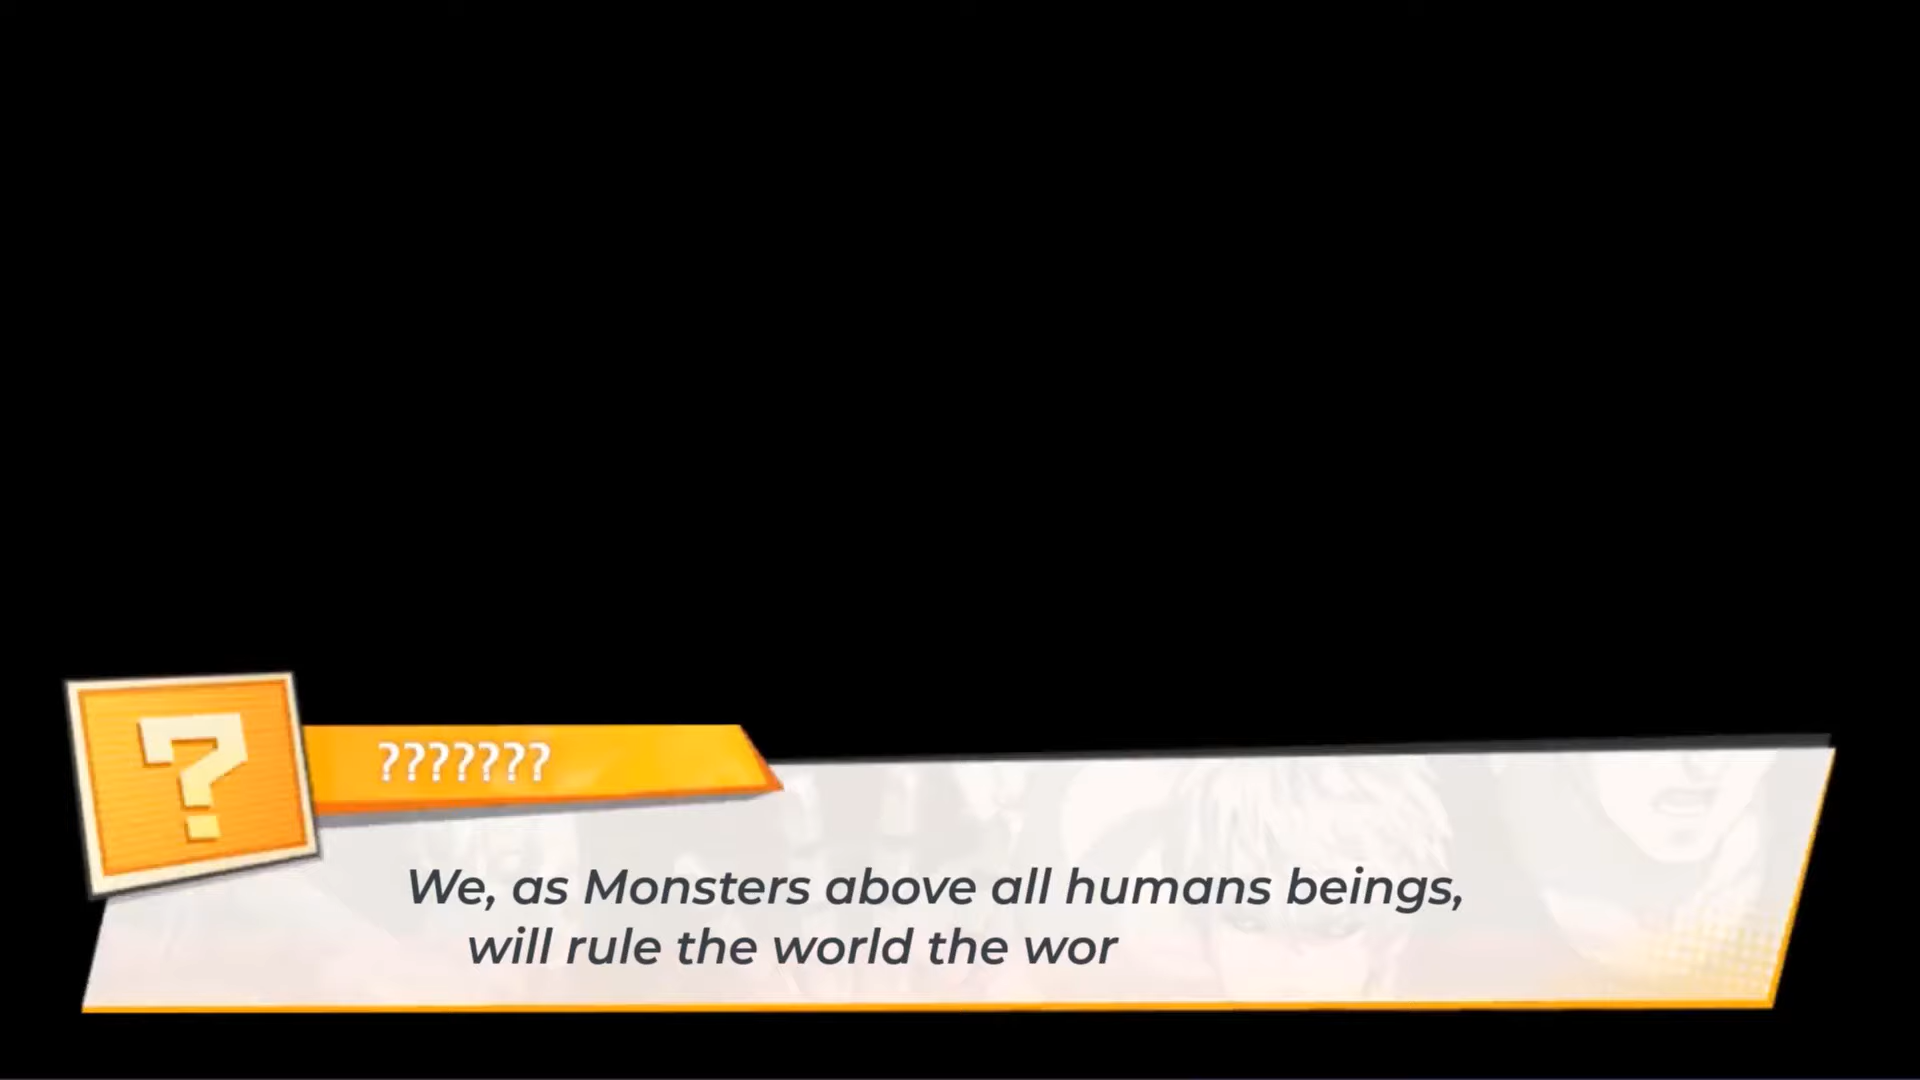 ?
???????
We, as Monsters above all humans beings,
will rule the world the wor